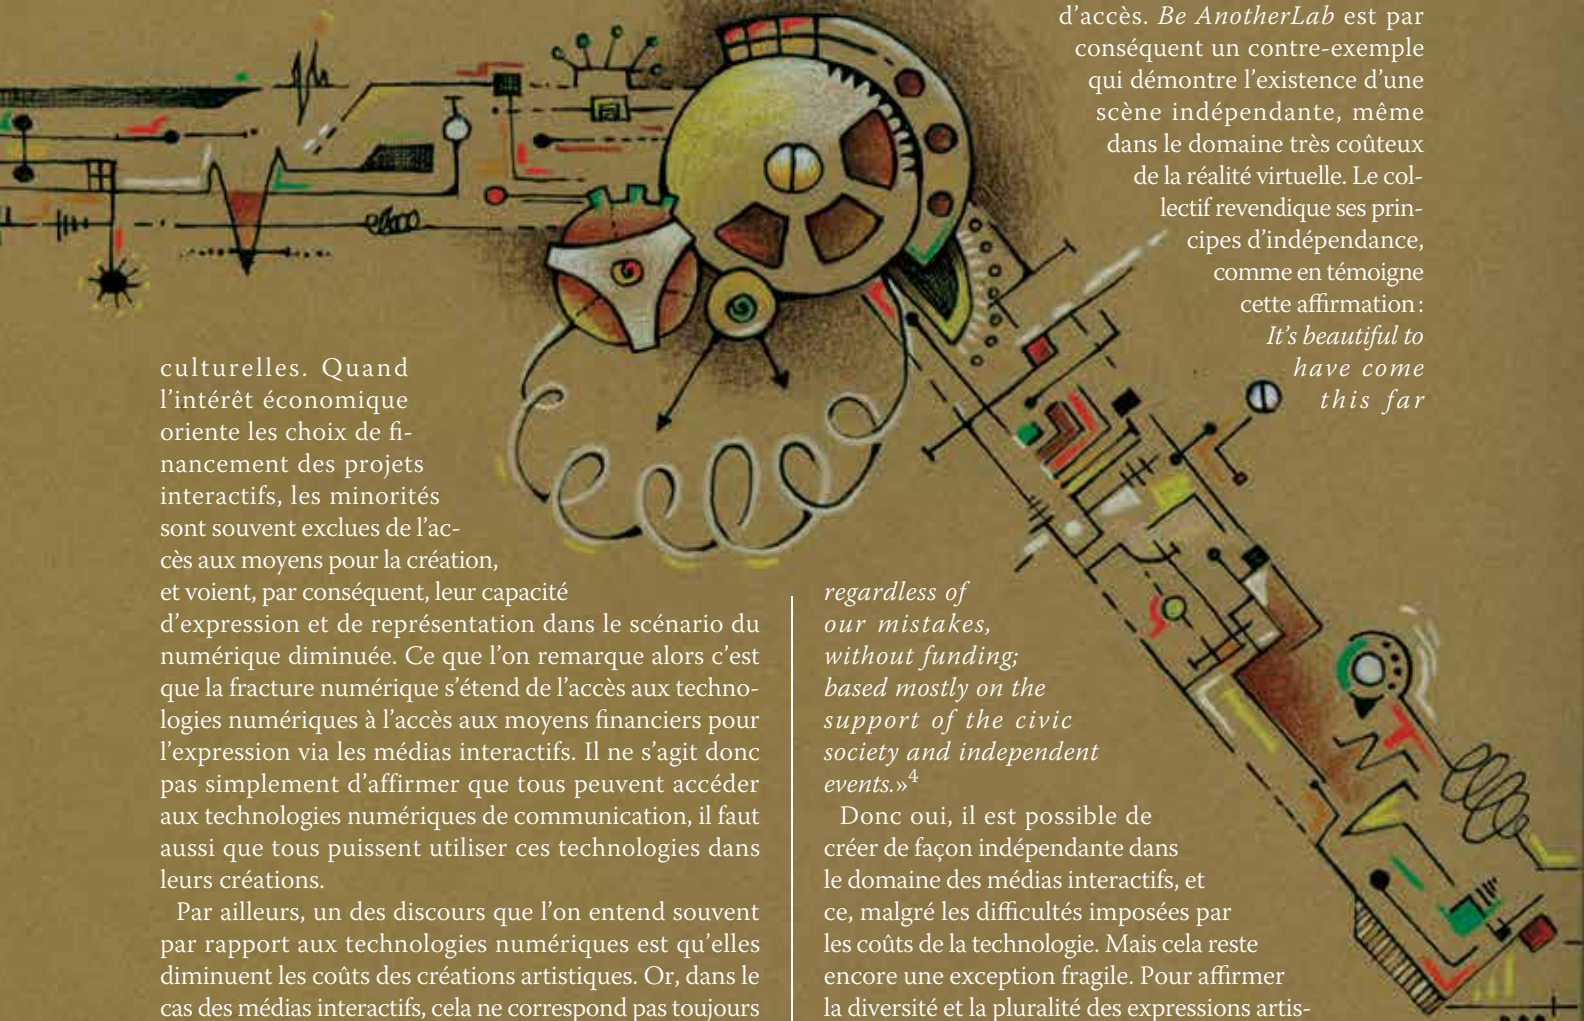 culturelles. Quand
l'intérêt économique
oriente les choix de fi-
nancement des projets
interactifs, les minorités
sont souvent exclues de l'ac-
cès aux moyens pour la création,
et voient, par conséquent, leur capacité
d'expression et de représentation dans le scénario du
numérique diminuée. Ce que l'on remarque alors c'est
que la fracture numérique s'étend de l'accès aux techno-
logies numériques à l'accès aux moyens financiers pour
l'expression via les médias interactifs. Il ne s'agit donc
pas simplement d'affirmer que tous peuvent accéder
aux technologies numériques de communication, il faut
aussi que tous puissent utiliser ces technologies dans
leurs créations.
Par ailleurs, un des discours que l'on entend souvent
par rapport aux technologies numériques est qu'elles
diminuent les coûts des créations artistiques. Or, dans le
cas des médias interactifs, cela ne correspond pas toujours
d'accès. Be AnotherLab est par
conséquent un contre-exemple
qui démontre l'existence d'une
scène indépendante, même
dans le domaine très coûteux
de la réalité virtuelle. Le col-
lectif revendique ses prin-
cipes d'indépendance,
comme en témoigne
cette affirmation :
It's beautiful to
have come
this far
regardless of
our mistakes,
without funding;
based mostly on the
support of the civic
society and independent
events.»4
Donc oui, il est possible de
créer de façon indépendante dans
le domaine des médias interactifs, et
ce, malgré les difficultés imposées par
les coûts de la technologie. Mais cela reste
encore une exception fragile. Pour affirmer
la diversité et la pluralité des expressions artis-